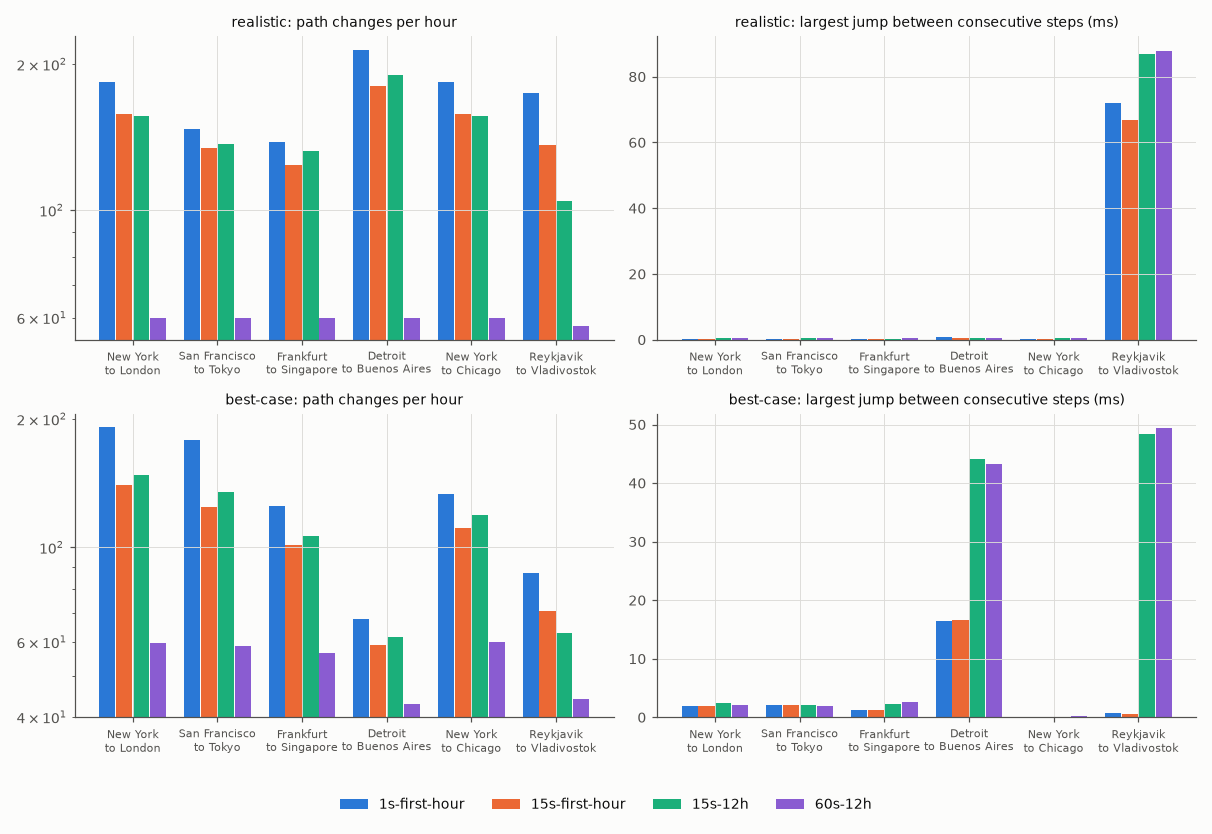 realistic: path changes per hour
2 × 10²
10²
6 × 10¹
New York
to London
San Francisco
to Tokyo
Frankfurt
to Singapore
Detroit
to Buenos Aires
New York
to Chicago
Reykjavik
to Vladivostok
realistic: largest jump between consecutive steps (ms)
80
60
40
20
0
New York
to London
San Francisco
to Tokyo
Frankfurt
to Singapore
Detroit
to Buenos Aires
New York
to Chicago
Reykjavik
to Vladivostok
best-case: path changes per hour
2 × 10²
10²
6 × 10¹
4 × 10¹
New York
to London
San Francisco
to Tokyo
Frankfurt
to Singapore
Detroit
to Buenos Aires
New York
to Chicago
Reykjavik
to Vladivostok
best-case: largest jump between consecutive steps (ms)
50
40
30
20
10
0
New York
to London
San Francisco
to Tokyo
Frankfurt
to Singapore
Detroit
to Buenos Aires
New York
to Chicago
Reykjavik
to Vladivostok
1s-first-hour
15s-first-hour
15s-12h
60s-12h